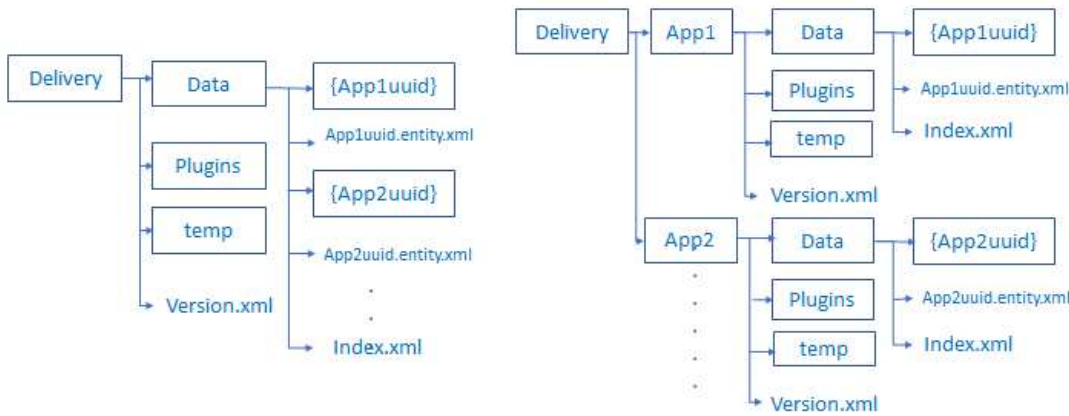 Delivery
Data
{App1uuid}
App1uuid.entity.xml
Plugins
{App2uuid}
temp
App2uuid.entity.xml
Version.xml
Index.xml
Delivery
App1
Data
{App1uuid}
Plugins
App1uuid.entity.xml
temp
Index.xml
Version.xml
App2
Data
{App2uuid}
Plugins
App2uuid.entity.xml
temp
Index.xml
Version.xml